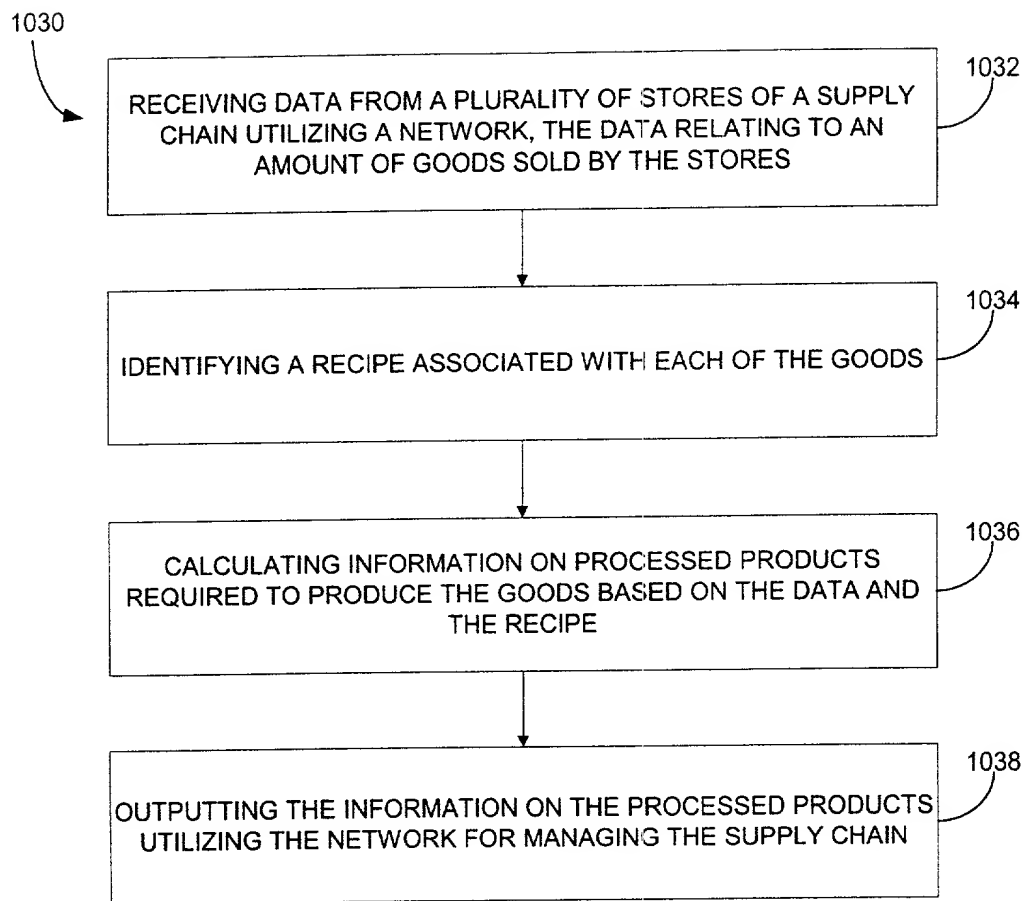 1030
1032
RECEIVING DATA FROM A PLURALITY OF STORES OF A SUPPLY
CHAIN UTILIZING A NETWORK, THE DATA RELATING TO AN
AMOUNT OF GOODS SOLD BY THE STORES
1034
IDENTIFYING A RECIPE ASSOCIATED WITH EACH OF THE GOODS
1036
CALCULATING INFORMATION ON PROCESSED PRODUCTS
REQUIRED TO PRODUCE THE GOODS BASED ON THE DATA AND
THE RECIPE
1038
OUTPUTTING THE INFORMATION ON THE PROCESSED PRODUCTS
UTILIZING THE NETWORK FOR MANAGING THE SUPPLY CHAIN